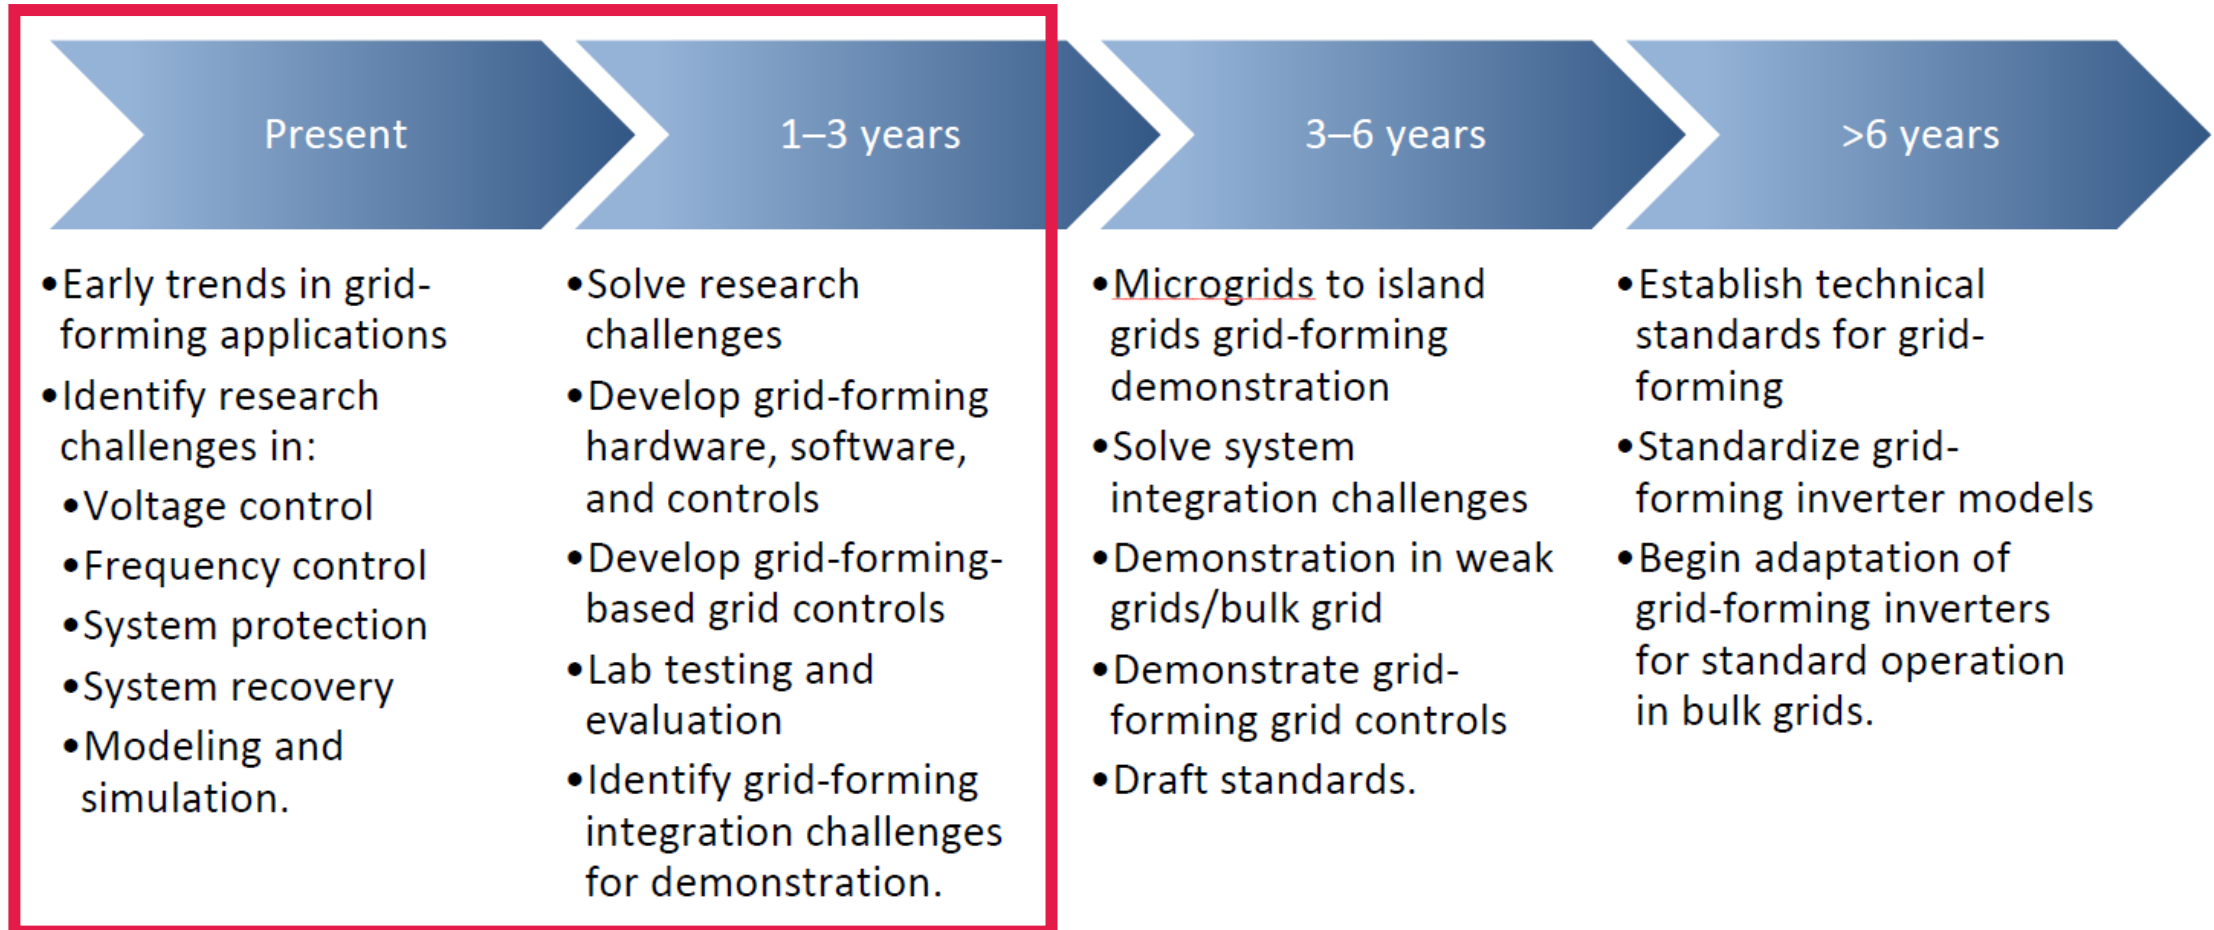 Present
•Early trends in grid-
forming applications
•Identify research
challenges in:
•Voltage control
•Frequency control
•System protection
•System recovery
•Modeling and
simulation.
1–3 years
•Solve research
challenges
•Develop grid-forming
hardware, software,
and controls
•Develop grid-forming-
based grid controls
•Lab testing and
evaluation
•Identify grid-forming
integration challenges
for demonstration.
3–6 years
•Microgrids to island
grids grid-forming
demonstration
•Solve system
integration challenges
•Demonstration in weak
grids/bulk grid
•Demonstrate grid-
forming grid controls
•Draft standards.
>6 years
•Establish technical
standards for grid-
forming
•Standardize grid-
forming inverter models
•Begin adaptation of
grid-forming inverters
for standard operation
in bulk grids.